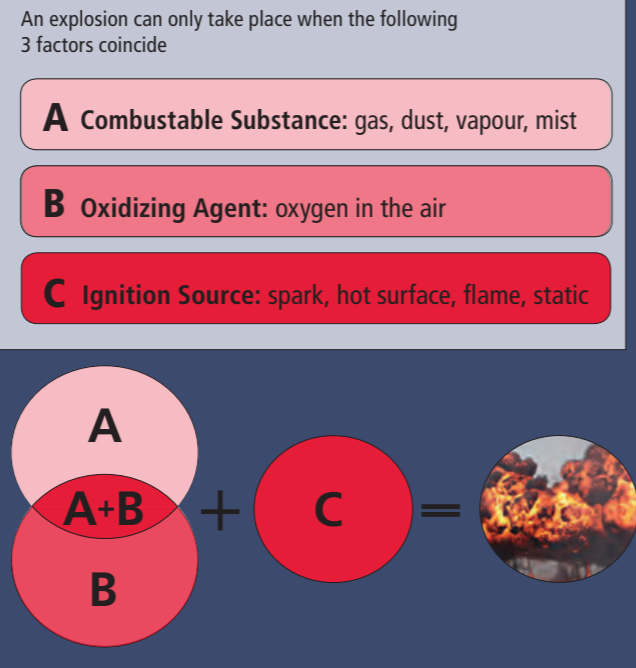 An explosion can only take place when the following
3 factors coincide
A Combustable Substance: gas, dust, vapour, mist
B Oxidizing Agent: oxygen in the air
C Ignition Source: spark, hot surface, flame, static
A
A+B
B
+
C
=